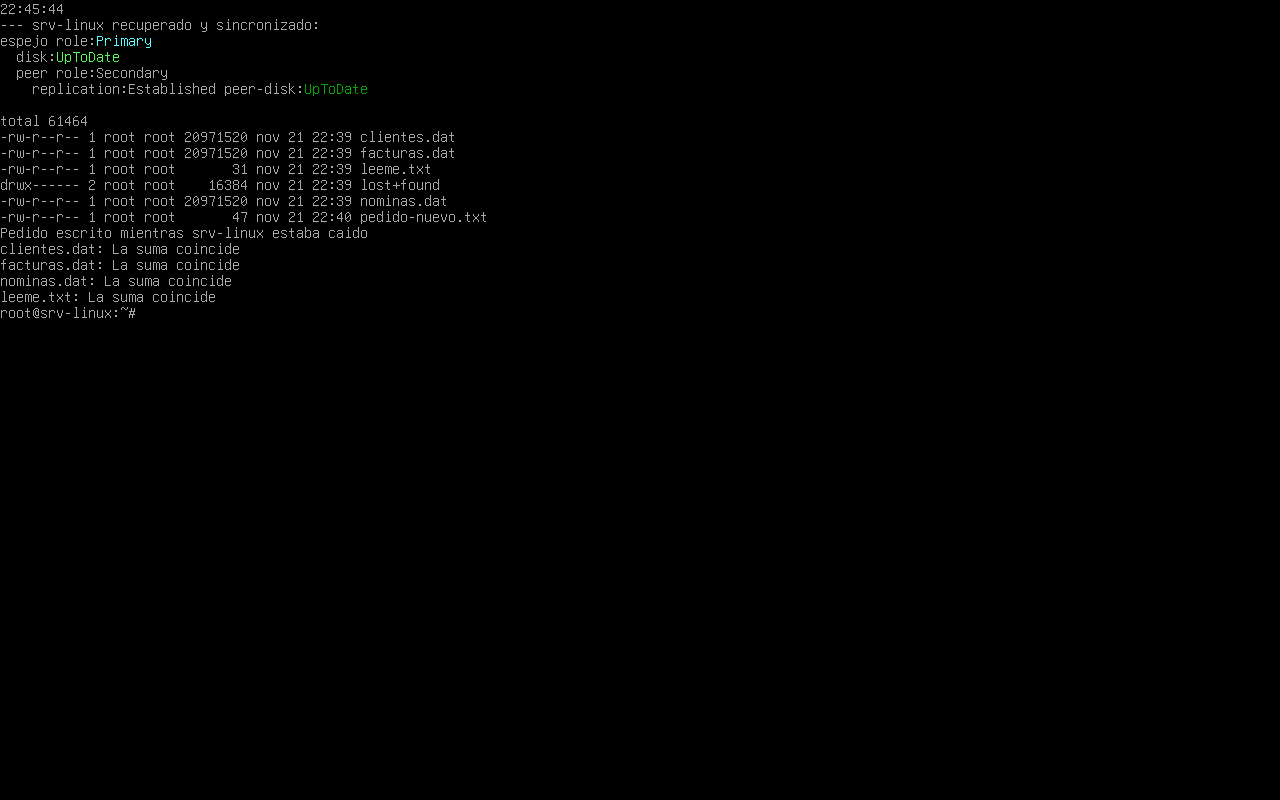 22:45:44
--- srv-linux recuperado y sincronizado:
espejo role:Primary
  disk:UpToDate
  peer role:Secondary
    replication:Established peer-disk:UpToDate

total 61464
-rw-r--r-- 1 root root 20971520 nov 21 22:39 clientes.dat
-rw-r--r-- 1 root root 20971520 nov 21 22:39 facturas.dat
-rw-r--r-- 1 root root       31 nov 21 22:39 leeme.txt
drwx------ 2 root root    16384 nov 21 22:39 lost+found
-rw-r--r-- 1 root root 20971520 nov 21 22:39 nominas.dat
-rw-r--r-- 1 root root       47 nov 21 22:40 pedido-nuevo.txt
Pedido escrito mientras srv-linux estaba caido
clientes.dat: La suma coincide
facturas.dat: La suma coincide
nominas.dat: La suma coincide
leeme.txt: La suma coincide
root@srv-linux:~#